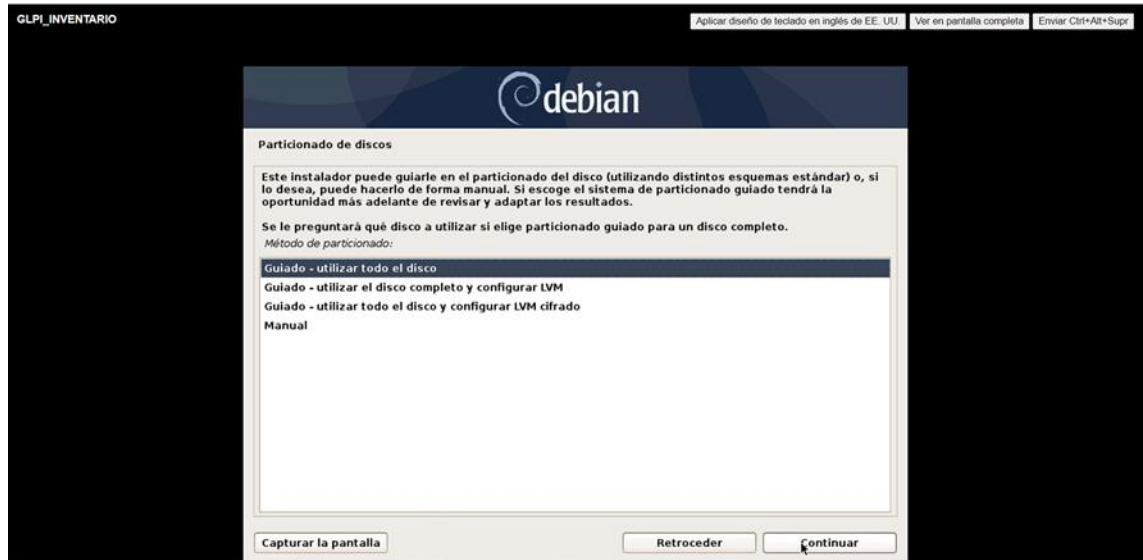 GLPI_INVENTARIO
Aplicar diseño de teclado en inglés de EE. UU. Ver en pantalla completa Enviar Ctrl+Alt+Supr
debian
Particionado de discos
Este instalador puede guiarle en el particionado del disco (utilizando distintos esquemas estándar) o, si
lo desea, puede hacerlo de forma manual. Si escoge el sistema de particionado guiado tendrá la
oportunidad más adelante de revisar y adaptar los resultados.
Se le preguntará qué disco a utilizar si elige particionado guiado para un disco completo.
Método de particionado:
Guiado - utilizar todo el disco
Guiado - utilizar el disco completo y configurar LVM
Guiado - utilizar todo el disco y configurar LVM cifrado
Manual
Capturar la pantalla Retroceder Continuar